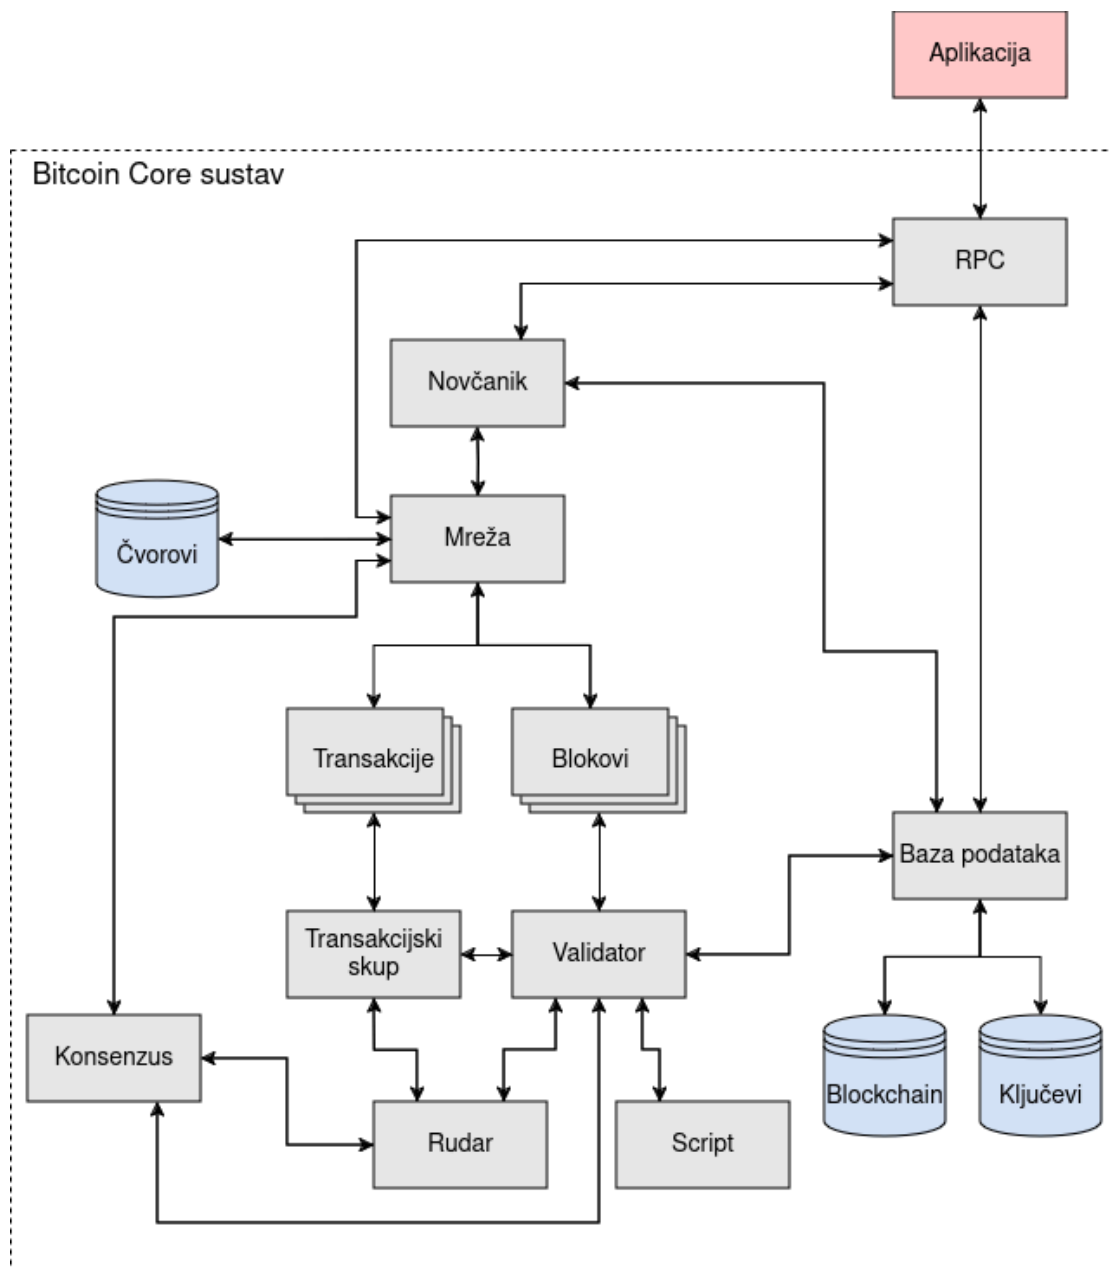 Aplikacija
Bitcoin Core sustav
RPC
Novčanik
Mreža
Čvorovi
Transakcije
Blokovi
Baza podataka
Transakcijski
skup
Validator
Konsenzus
Blockchain
Ključevi
Rudar
Script